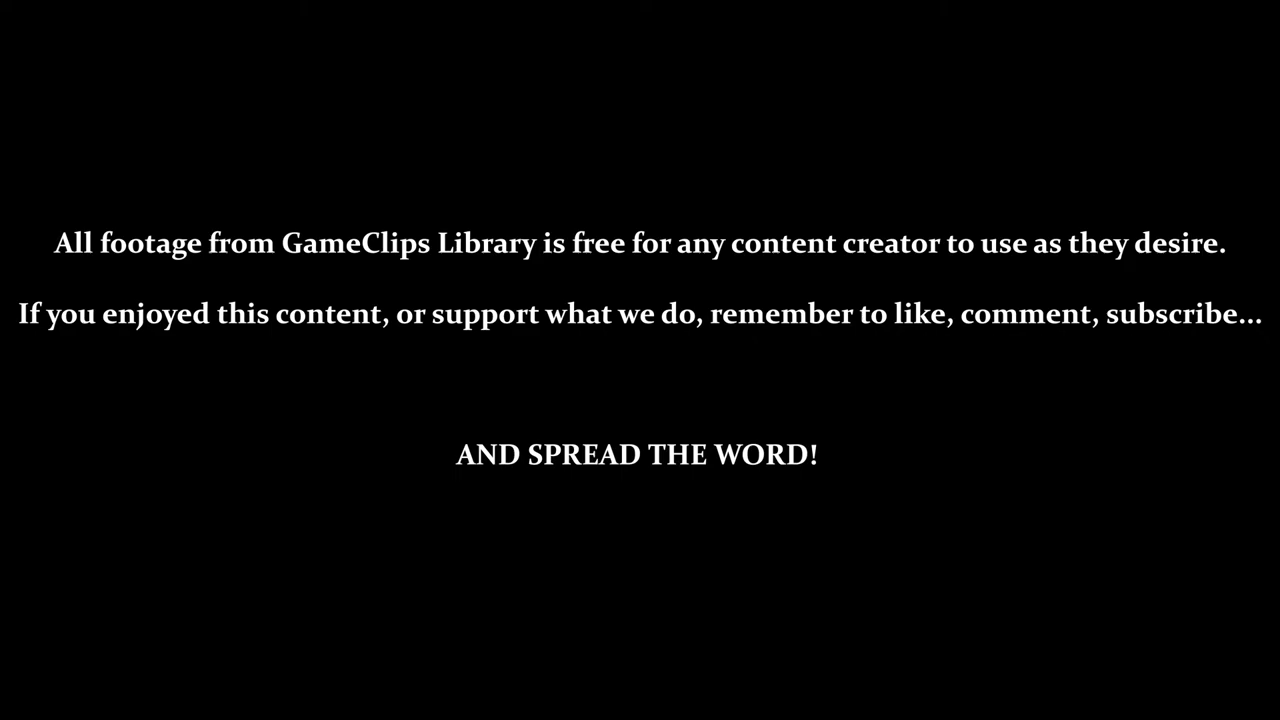 All footage from GameClips Library is free for any content creator to use as they desire.
If you enjoyed this content, or support what we do, remember to like, comment, subscribe...
AND SPREAD THE WORD!